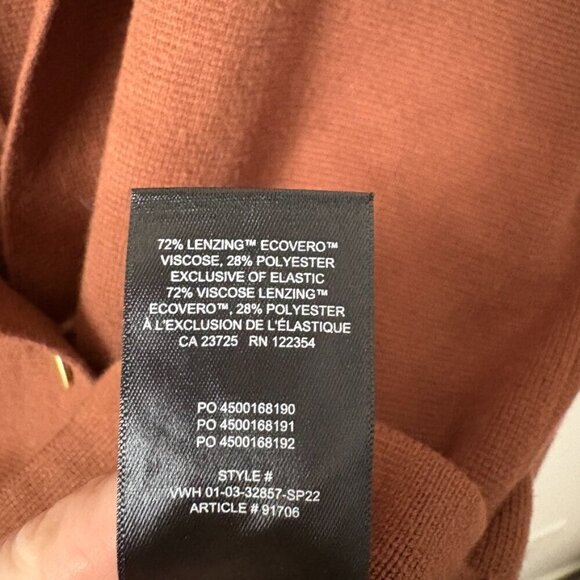 72% LENZING™ ECOVERO™
VISCOSE, 28% POLYESTER
EXCLUSIVE OF ELASTIC
72% VISCOSE LENZING™
ECOVERO™, 28% POLYESTER
À L'EXCLUSION DE L'ÉLASTIQUE
CA 23725 RN 122354
PO 4500168190
PO 4500168191
PO 4500168192
STYLE #
VWH 01-03-32857-SP22
ARTICLE # 91706